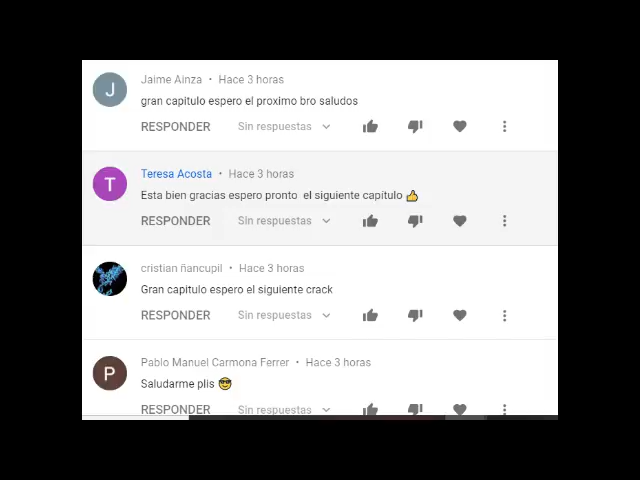 J
Jaime Ainza • Hace 3 horas
gran capitulo espero el proximo bro saludos
RESPONDER Sin respuestas
T
Teresa Acosta • Hace 3 horas
Esta bien gracias espero pronto el siguiente capítulo 👍
RESPONDER Sin respuestas
cristian ñancupil • Hace 3 horas
Gran capitulo espero el siguiente crack
RESPONDER Sin respuestas
P
Pablo Manuel Carmona Ferrer • Hace 3 horas
Saludarme plis 😎
RESPONDER Sin respuestas